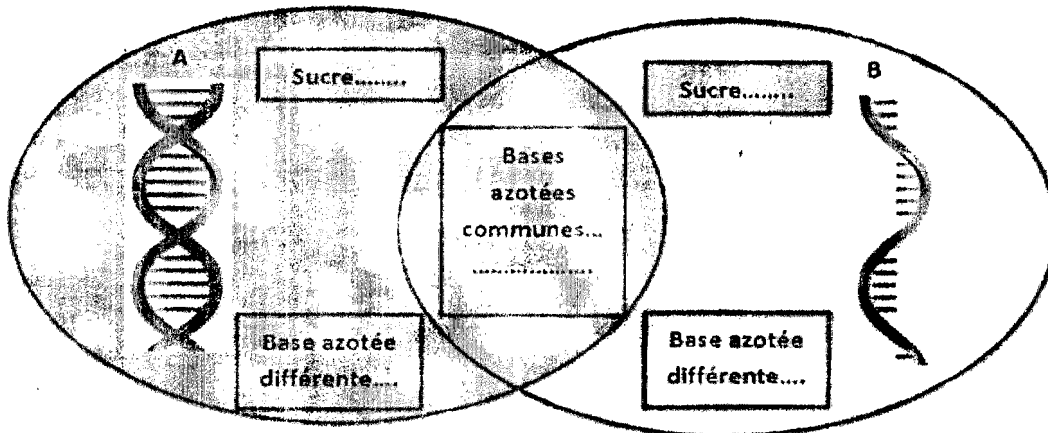 A
Sucre........
B
Sucre........
Bases
azotées
communes...
.....................
Base azotée
différente....
Base azotée
différente....